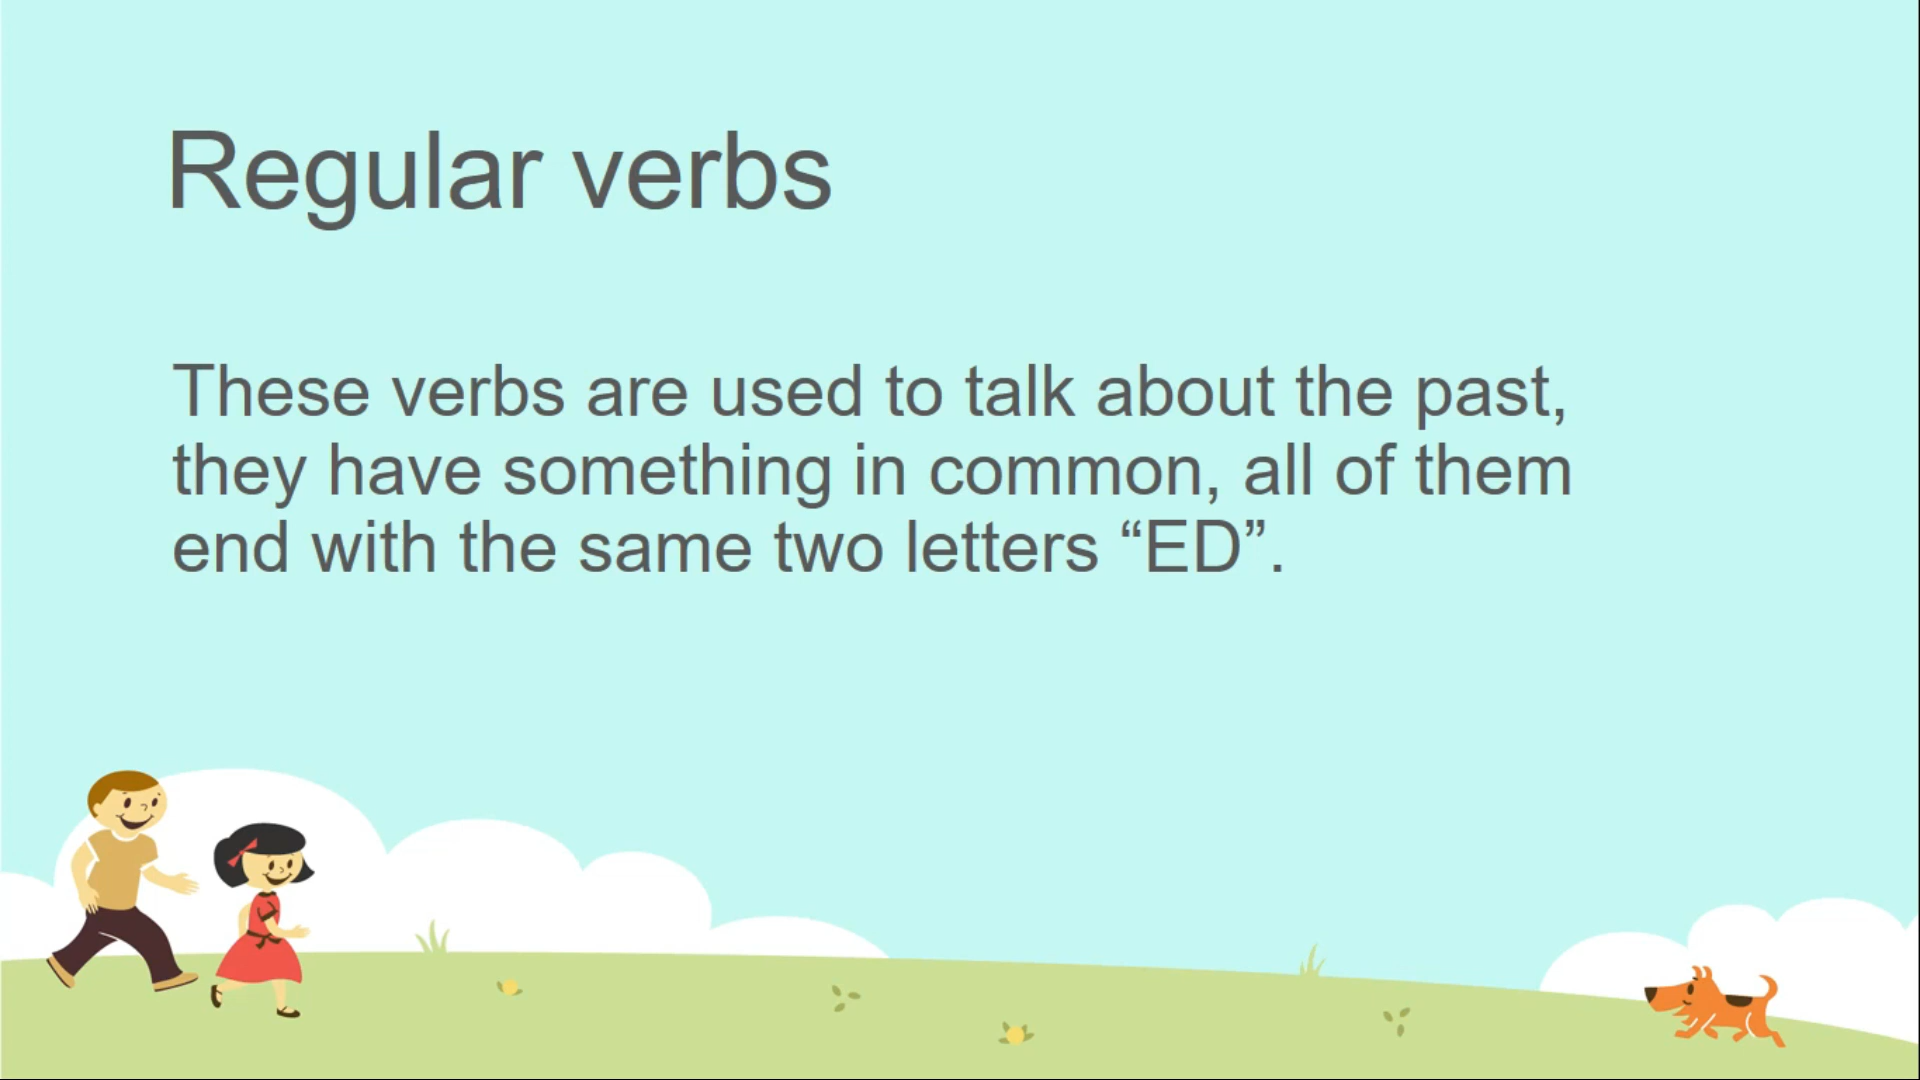 Regular verbs
These verbs are used to talk about the past,
they have something in common, all of them
end with the same two letters “ED”.